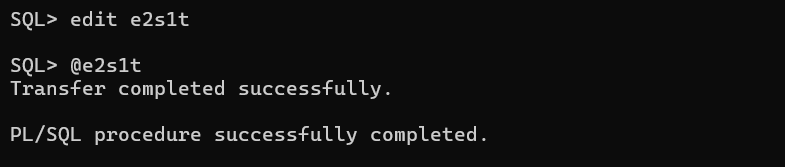 SQL> edit e2s1t
SQL> @e2s1t
Transfer completed successfully.
PL/SQL procedure successfully completed.